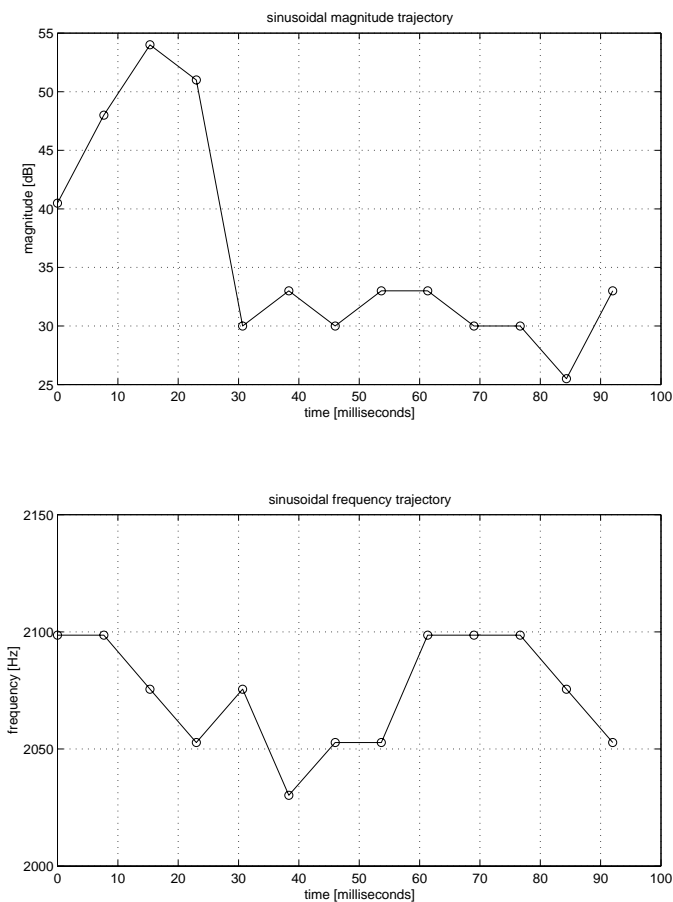 sinusoidal magnitude trajectory
55
50
45
40
35
30
25
magnitude [dB]
0 10 20 30 40 50 60 70 80 90 100
time [milliseconds]
sinusoidal frequency trajectory
2150
2100
2050
2000
frequency [Hz]
0 10 20 30 40 50 60 70 80 90 100
time [milliseconds]